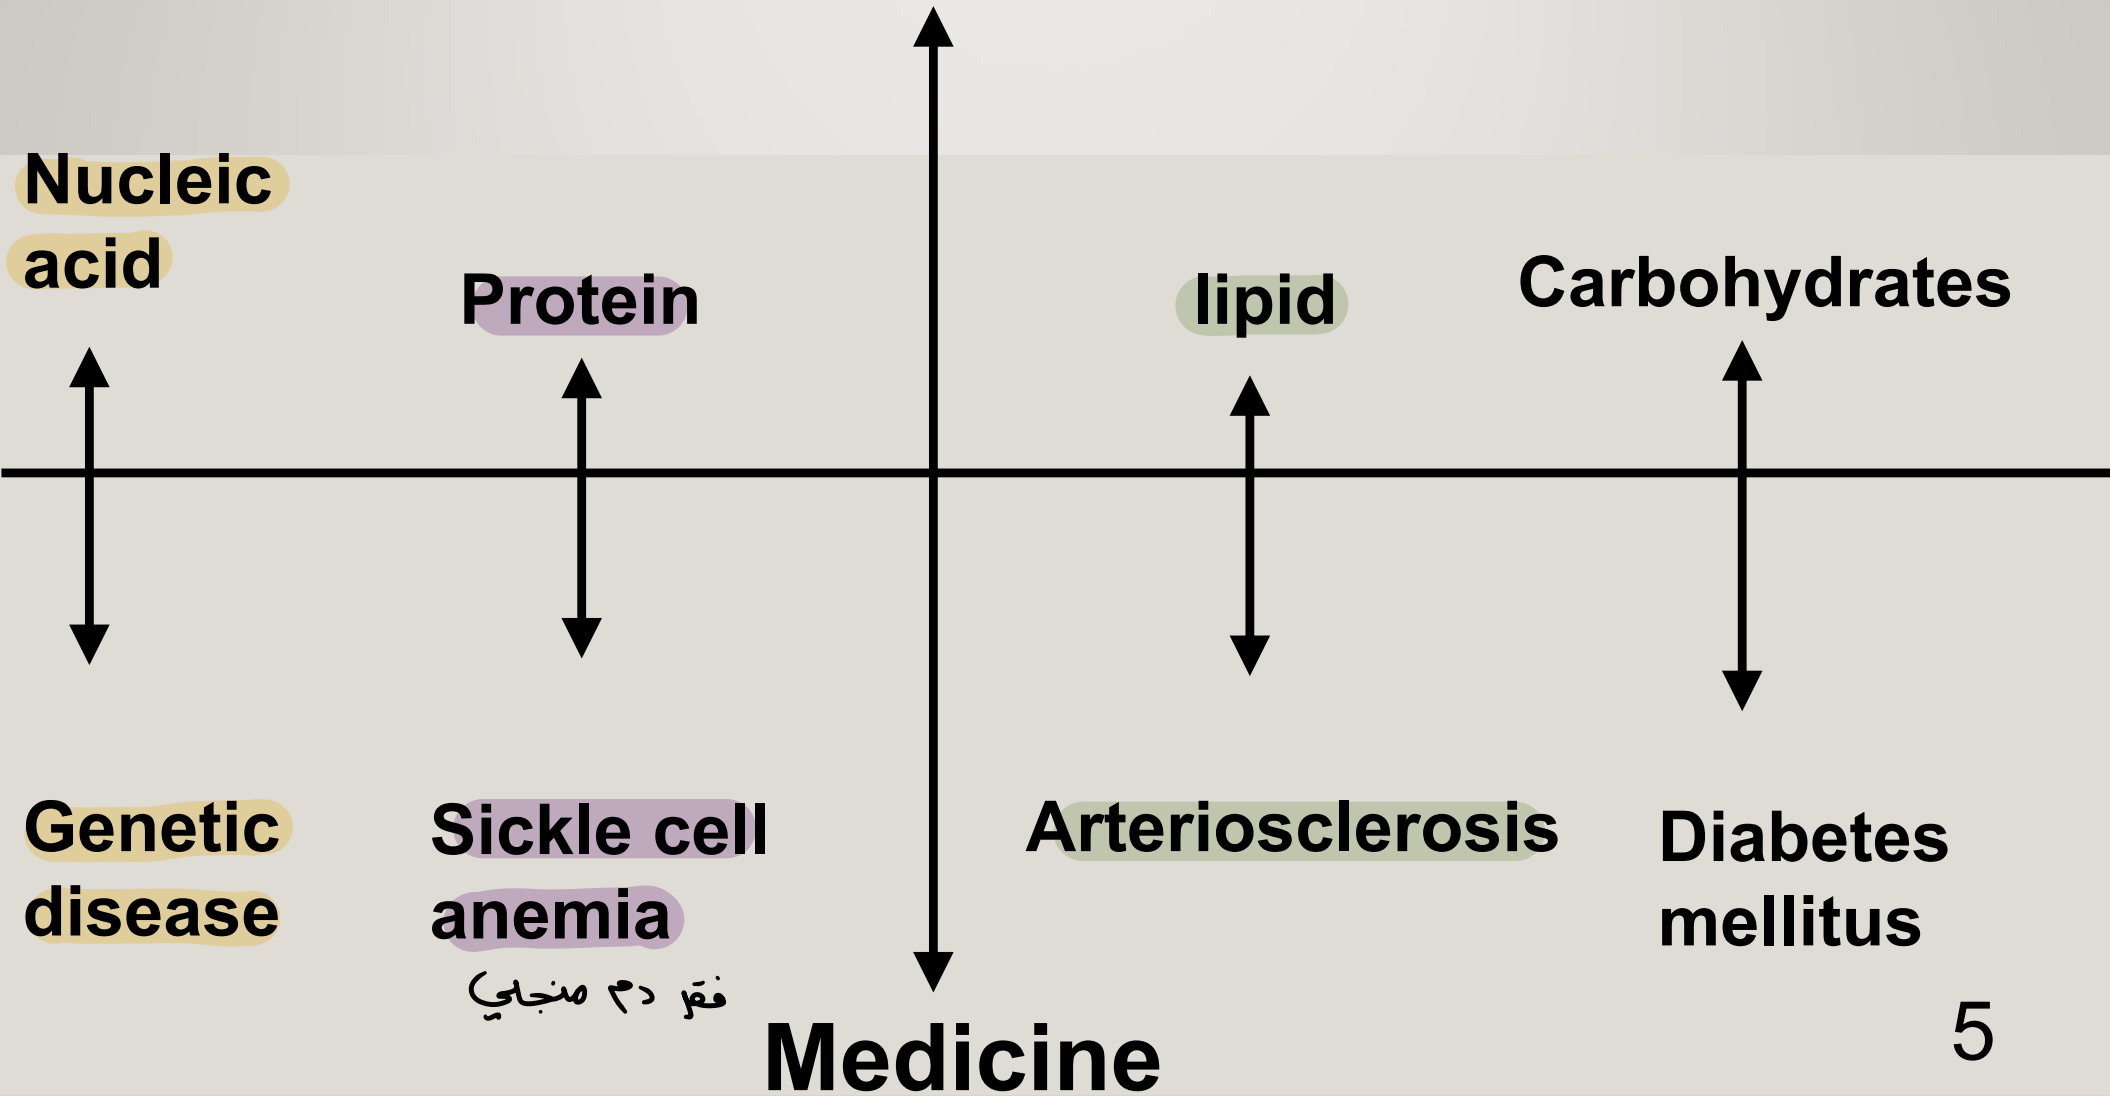 Nucleic
acid
Protein
lipid
Carbohydrates
Genetic
disease
Sickle cell
anemia
فقر دم منجلي
Arteriosclerosis
Diabetes
mellitus
Medicine
5